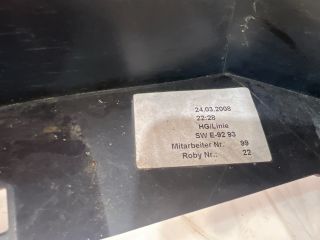 24.03.2008
22:28
HG/Linie
SW E-92 93
Mitarbeiter Nr.: 99
Roby Nr.: 22